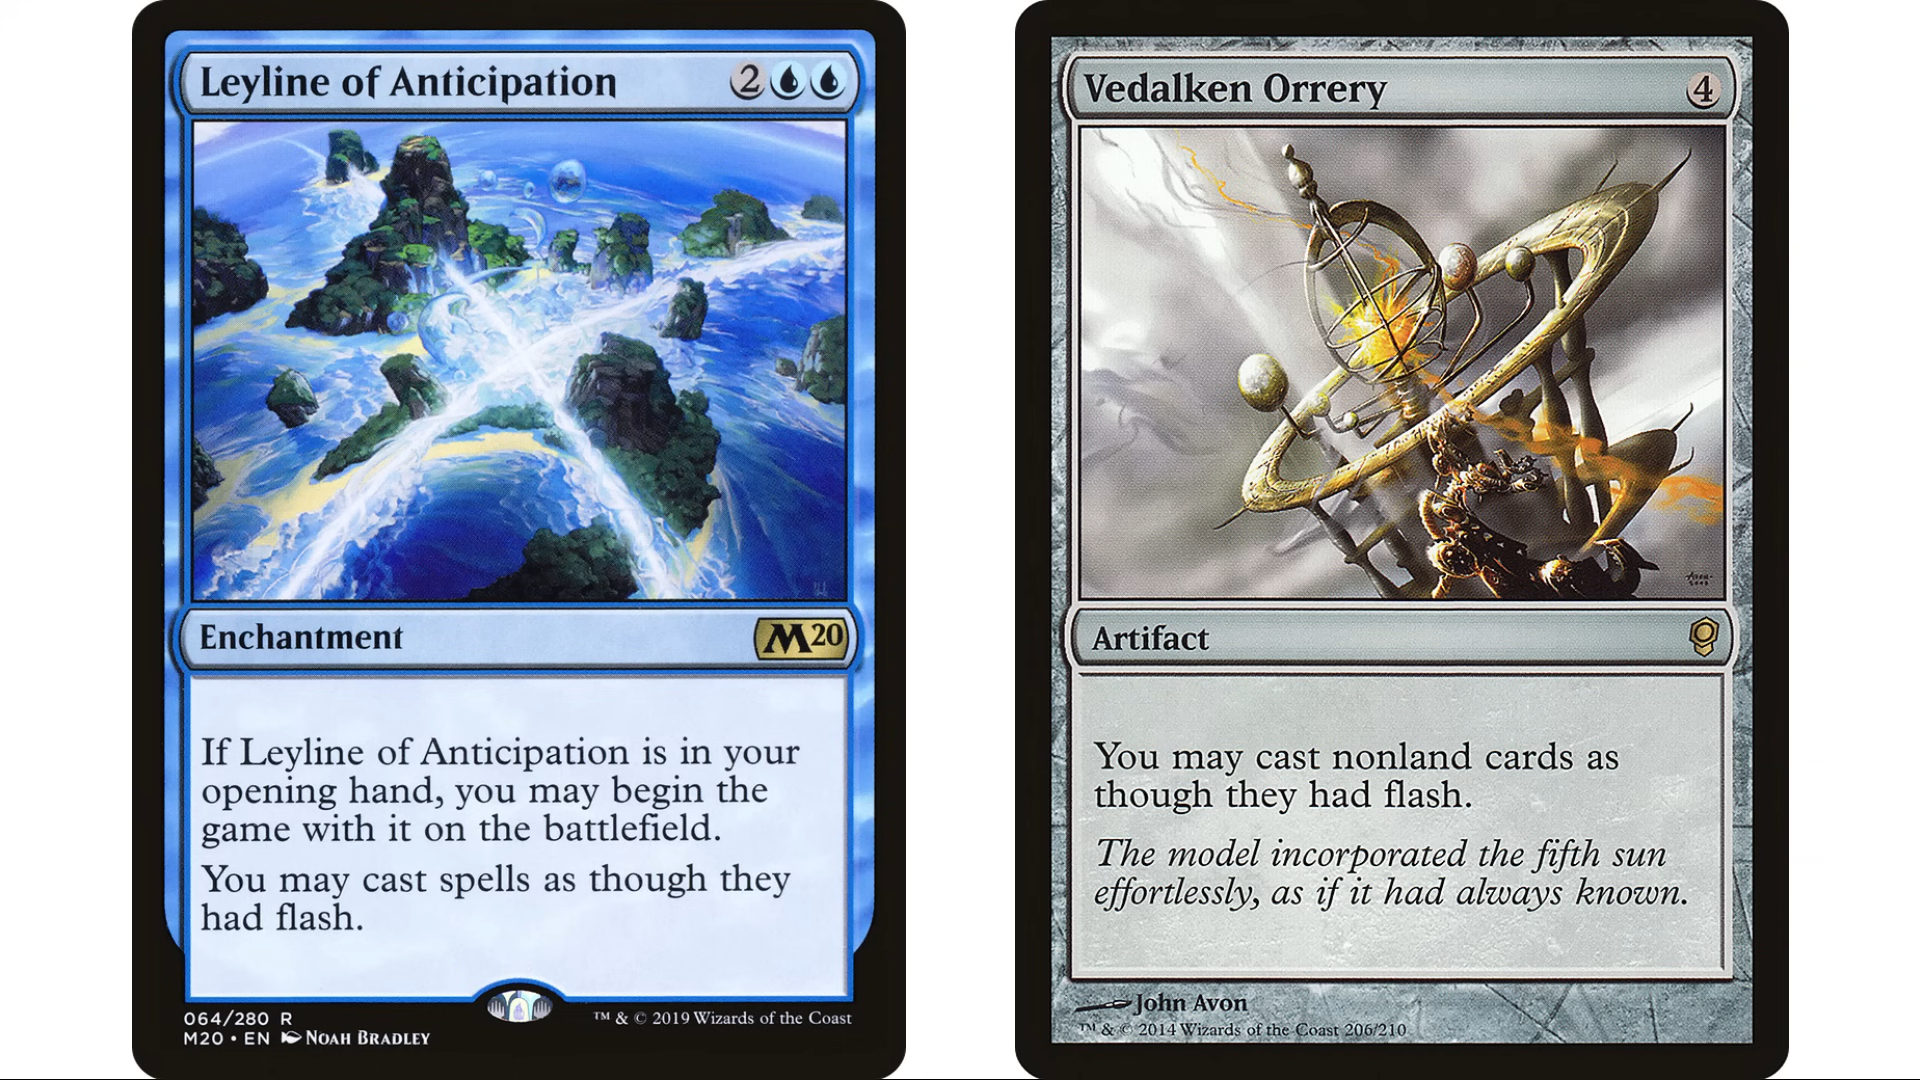 Leyline of Anticipation
2
Enchantment
M20
If Leyline of Anticipation is in your
opening hand, you may begin the
game with it on the battlefield.
You may cast spells as though they
had flash.
064/280 R
M20 • EN NOAH BRADLEY
™ & © 2019 Wizards of the Coast
Vedalken Orrery
4
Artifact
You may cast nonland cards as
though they had flash.
The model incorporated the fifth sun
effortlessly, as if it had always known.
John Avon
™ & © 2014 Wizards of the Coast 206/210